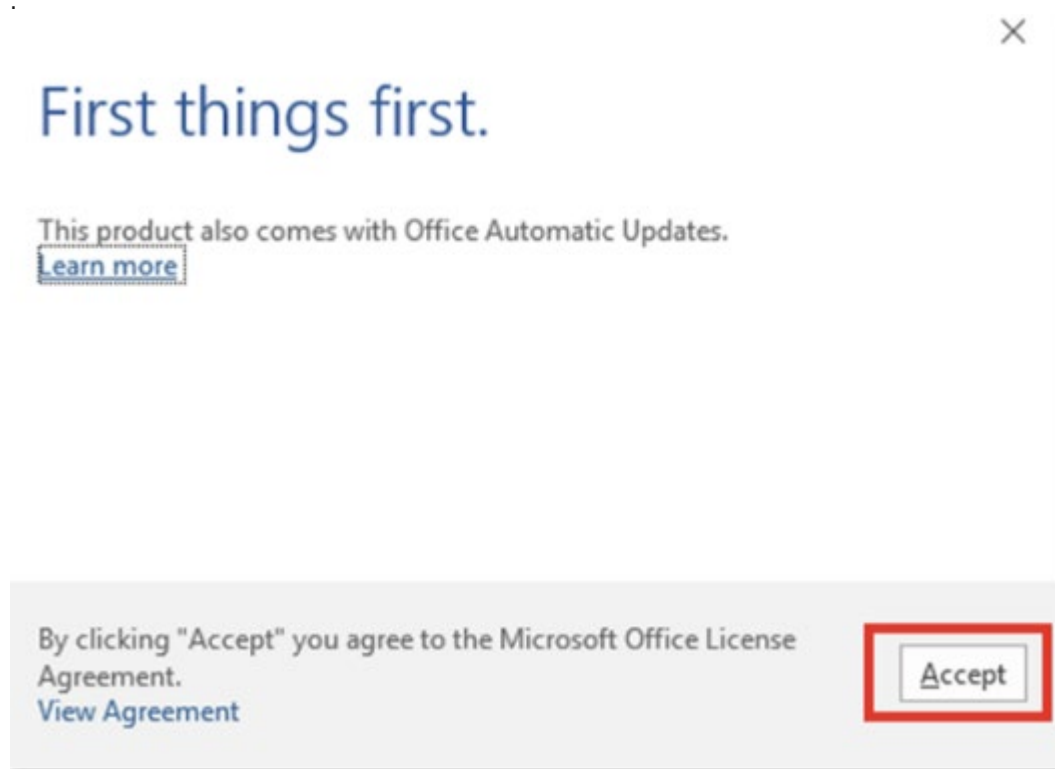 First things first.
This product also comes with Office Automatic Updates.
Learn more
By clicking "Accept" you agree to the Microsoft Office License
Agreement.
View Agreement
Accept